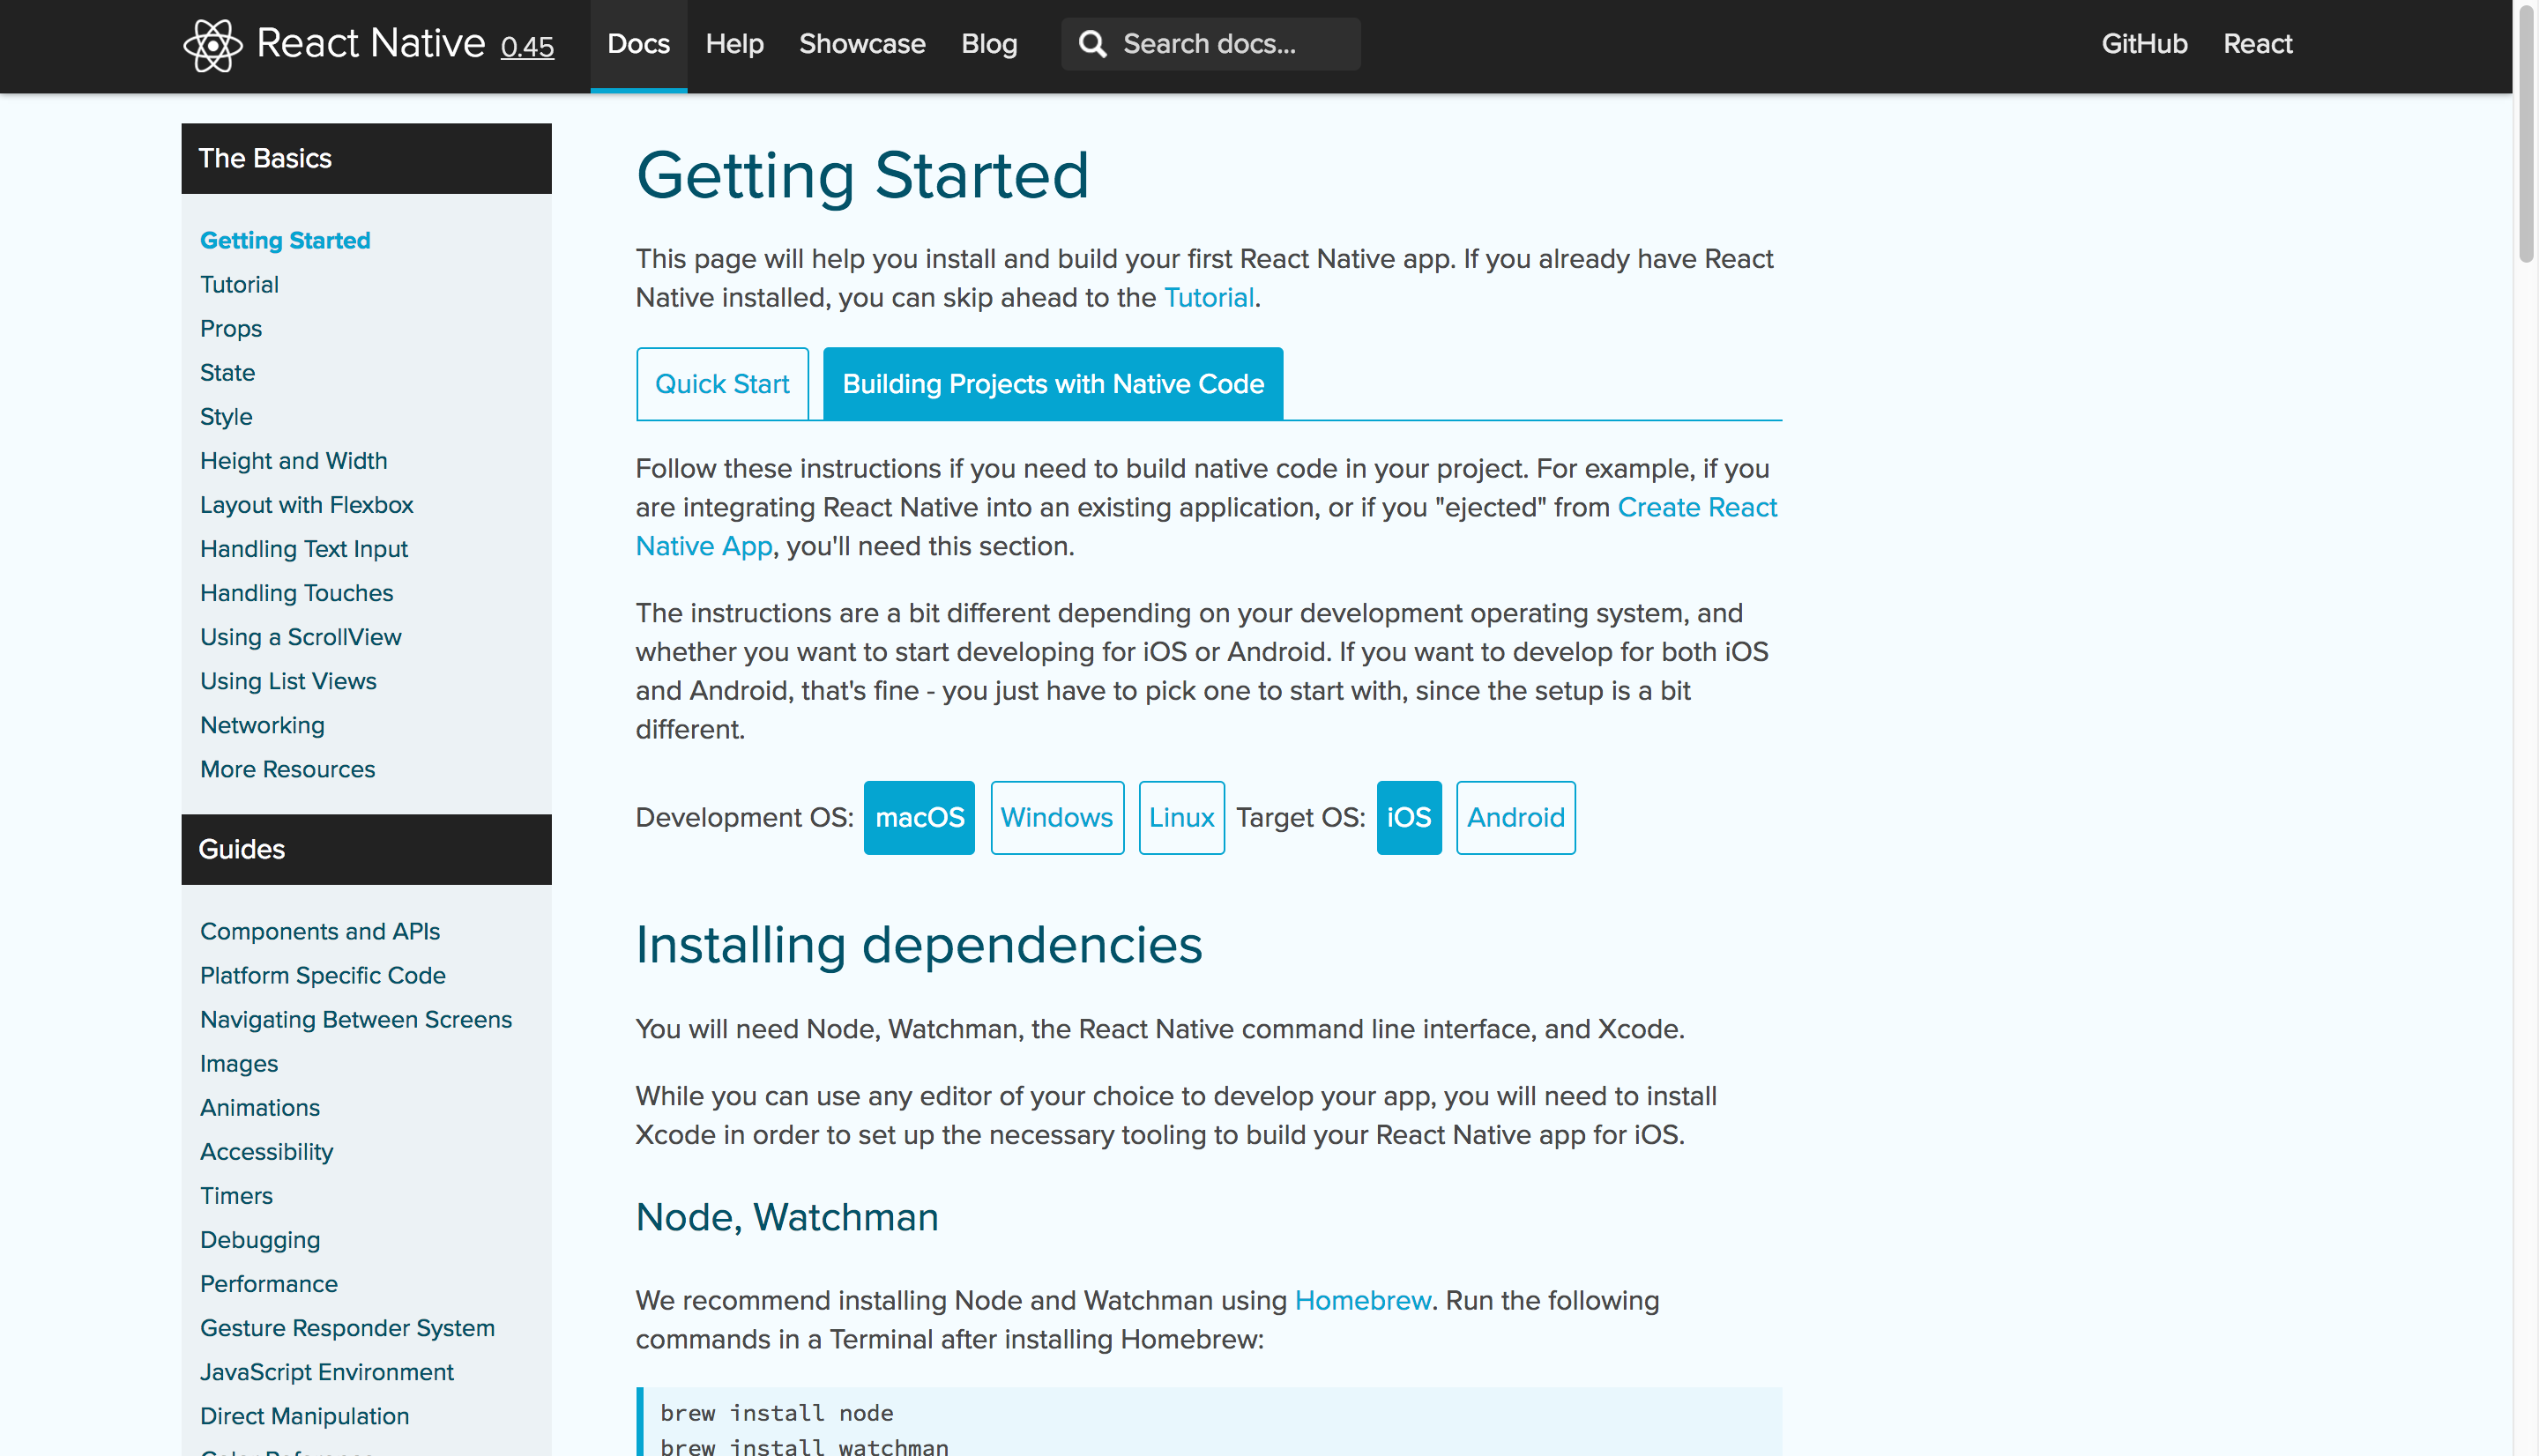 React Native 0.45
Docs
Help
Showcase
Blog
Search docs...
GitHub
React
The Basics
Getting Started
Tutorial
Props
State
Style
Height and Width
Layout with Flexbox
Handling Text Input
Handling Touches
Using a ScrollView
Using List Views
Networking
More Resources
Guides
Components and APIs
Platform Specific Code
Navigating Between Screens
Images
Animations
Accessibility
Timers
Debugging
Performance
Gesture Responder System
JavaScript Environment
Direct Manipulation
Color Reference
Getting Started
This page will help you install and build your first React Native app. If you already have React
Native installed, you can skip ahead to the Tutorial.
Quick Start
Building Projects with Native Code
Follow these instructions if you need to build native code in your project. For example, if you
are integrating React Native into an existing application, or if you "ejected" from Create React
Native App, you'll need this section.
The instructions are a bit different depending on your development operating system, and
whether you want to start developing for iOS or Android. If you want to develop for both iOS
and Android, that's fine - you just have to pick one to start with, since the setup is a bit
different.
Development OS: macOS Windows Linux Target OS: iOS Android
Installing dependencies
You will need Node, Watchman, the React Native command line interface, and Xcode.
While you can use any editor of your choice to develop your app, you will need to install
Xcode in order to set up the necessary tooling to build your React Native app for iOS.
Node, Watchman
We recommend installing Node and Watchman using Homebrew. Run the following
commands in a Terminal after installing Homebrew:
brew install node
brew install watchman